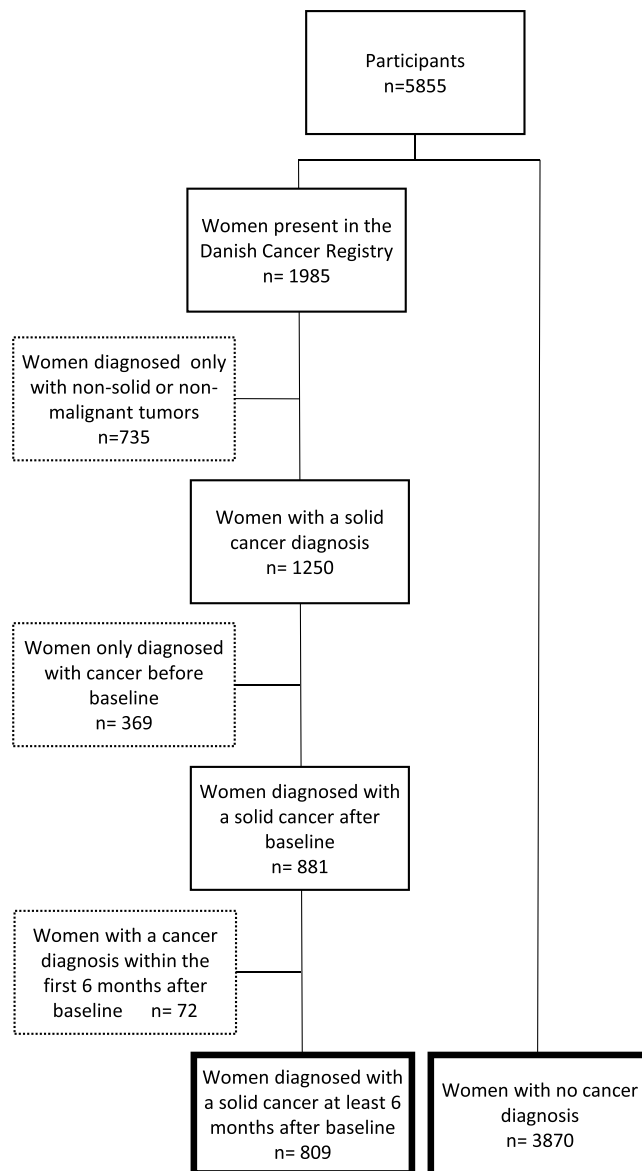 Participants
n=5855
Women present in the
Danish Cancer Registry
n= 1985
Women diagnosed  only
with non-solid or non-
malignant tumors
n=735
Women with a solid
cancer diagnosis
n= 1250
Women only diagnosed
with cancer before
baseline
n= 369
Women diagnosed with
a solid cancer after
baseline
n= 881
Women with a cancer
diagnosis within the
first 6 months after
baseline     n= 72
Women diagnosed with
a solid cancer at least 6
months after baseline
n= 809
Women with no cancer
diagnosis
n= 3870